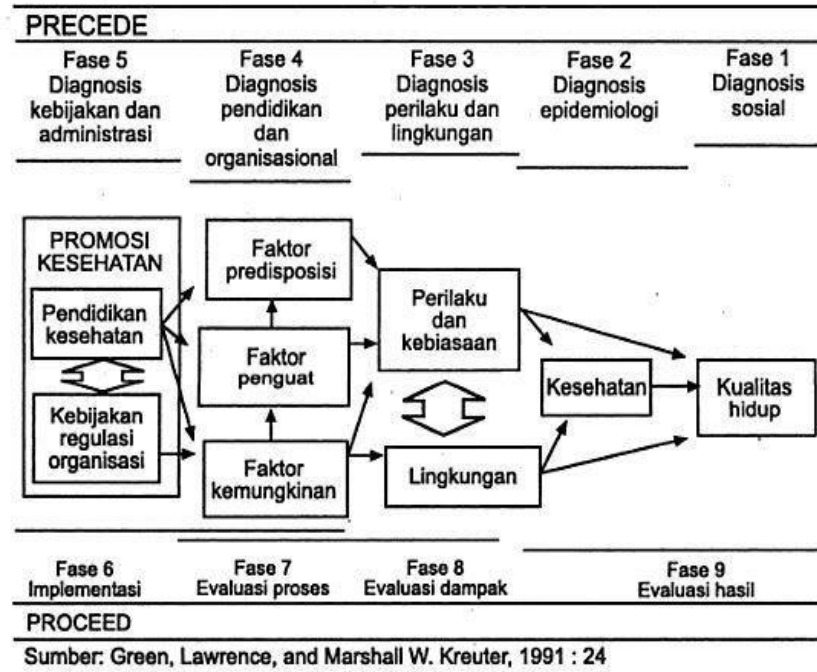 PRECEDE
Fase 5
Diagnosis
kebijakan dan
administrasi
Fase 4
Diagnosis
pendidikan
dan
organisasional
Fase 3
Diagnosis
perilaku dan
lingkungan
Fase 2
Diagnosis
epidemiologi
Fase 1
Diagnosis
sosial
PROMOSI
KESEHATAN
Pendidikan
kesehatan
Kebijakan
regulasi
organisasi
Faktor
predisposisi
Faktor
penguat
Faktor
kemungkinan
Perilaku
dan
kebiasaan
Lingkungan
Kesehatan
Kualitas
hidup
Fase 6
Implementasi
Fase 7
Evaluasi proses
Fase 8
Evaluasi dampak
Fase 9
Evaluasi hasil
PROCEED
Sumber: Green, Lawrence, and Marshall W. Kreuter, 1991 : 24